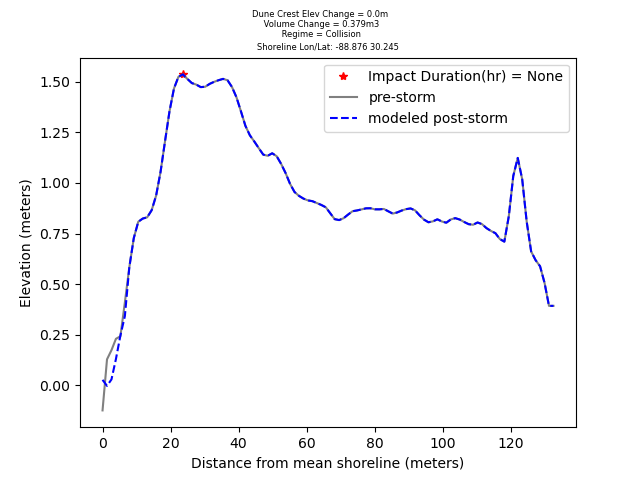 Dune Crest Elev Change = 0.0m
Volume Change = 0.379m3
Regime = Collision
Shoreline Lon/Lat: -88.876 30.245
Impact Duration(hr) = None
pre-storm
modeled post-storm
1.50
1.25
1.00
0.75
0.50
0.25
0.00
Elevation (meters)
0 20 40 60 80 100 120
Distance from mean shoreline (meters)